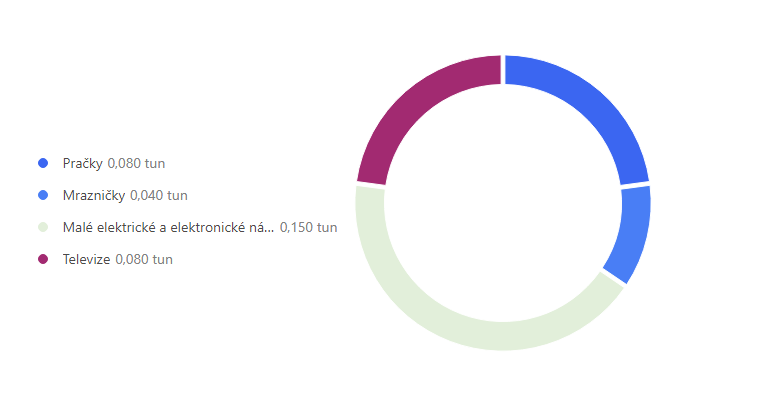 Pračky 0,080 tun
Mrazničky 0,040 tun
Malé elektrické a elektronické ná... 0,150 tun
Televize 0,080 tun